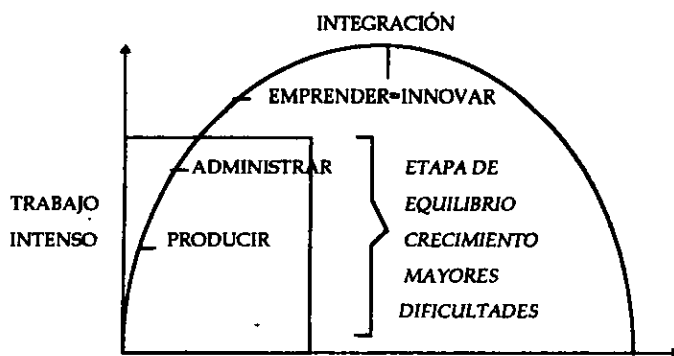 INTEGRACIÓN
EMPRENDER=INNOVAR
ADMINISTRAR
PRODUCIR
TRABAJO
INTENSO
ETAPA DE
EQUILIBRIO
CRECIMIENTO
MAYORES
DIFICULTADES